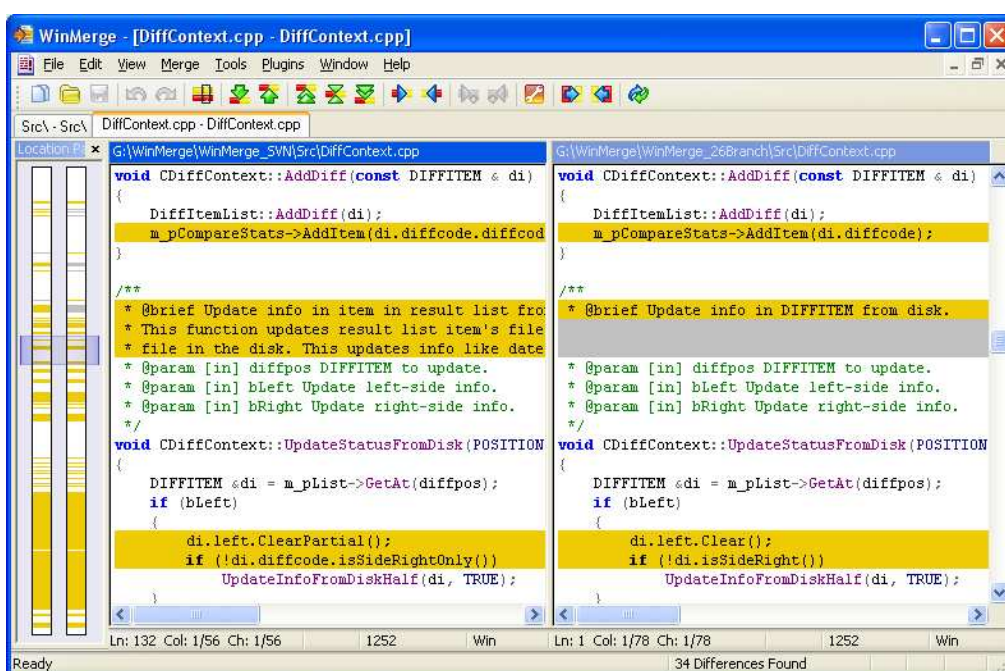 WinMerge - [DiffContext.cpp - DiffContext.cpp]
File Edit View Merge Tools Plugins Window Help
Src\ - Src\ DiffContext.cpp - DiffContext.cpp
Location P
G:\WinMerge\WinMerge_SVN\Src\DiffContext.cpp
void CDiffContext::AddDiff(const DIFFITEM & di)
{
DiffItemList::AddDiff(di);
m_pCompareStats->AddItem(di.diffcode.diffcod
}
/**
* @brief Update info in item in result list fro
* This function updates result list item's file
* file in the disk. This updates info like date
* @param [in] diffpos DIFFITEM to update.
* @param [in] bLeft Update left-side info.
* @param [in] bRight Update right-side info.
*/
void CDiffContext::UpdateStatusFromDisk(POSITION
{
DIFFITEM &di = m_pList->GetAt(diffpos);
if (bLeft)
{
di.left.ClearPartial();
if (!di.diffcode.isSideRightOnly())
UpdateInfoFromDiskHalf(di, TRUE);
}
G:\WinMerge\WinMerge_26Branch\Src\DiffContext.cpp
void CDiffContext::AddDiff(const DIFFITEM & di)
{
DiffItemList::AddDiff(di);
m_pCompareStats->AddItem(di.diffcode);
}
/**
* @brief Update info in DIFFITEM from disk.
* @param [in] diffpos DIFFITEM to update.
* @param [in] bLeft Update left-side info.
* @param [in] bRight Update right-side info.
*/
void CDiffContext::UpdateStatusFromDisk(POSITION
{
DIFFITEM &di = m_pList->GetAt(diffpos);
if (bLeft)
{
di.left.Clear();
if (!di.isSideRight())
UpdateInfoFromDiskHalf(di, TRUE);
}
Ln: 132 Col: 1/56 Ch: 1/56 1252 Win
Ln: 1 Col: 1/78 Ch: 1/78 1252 Win
Ready 34 Differences Found